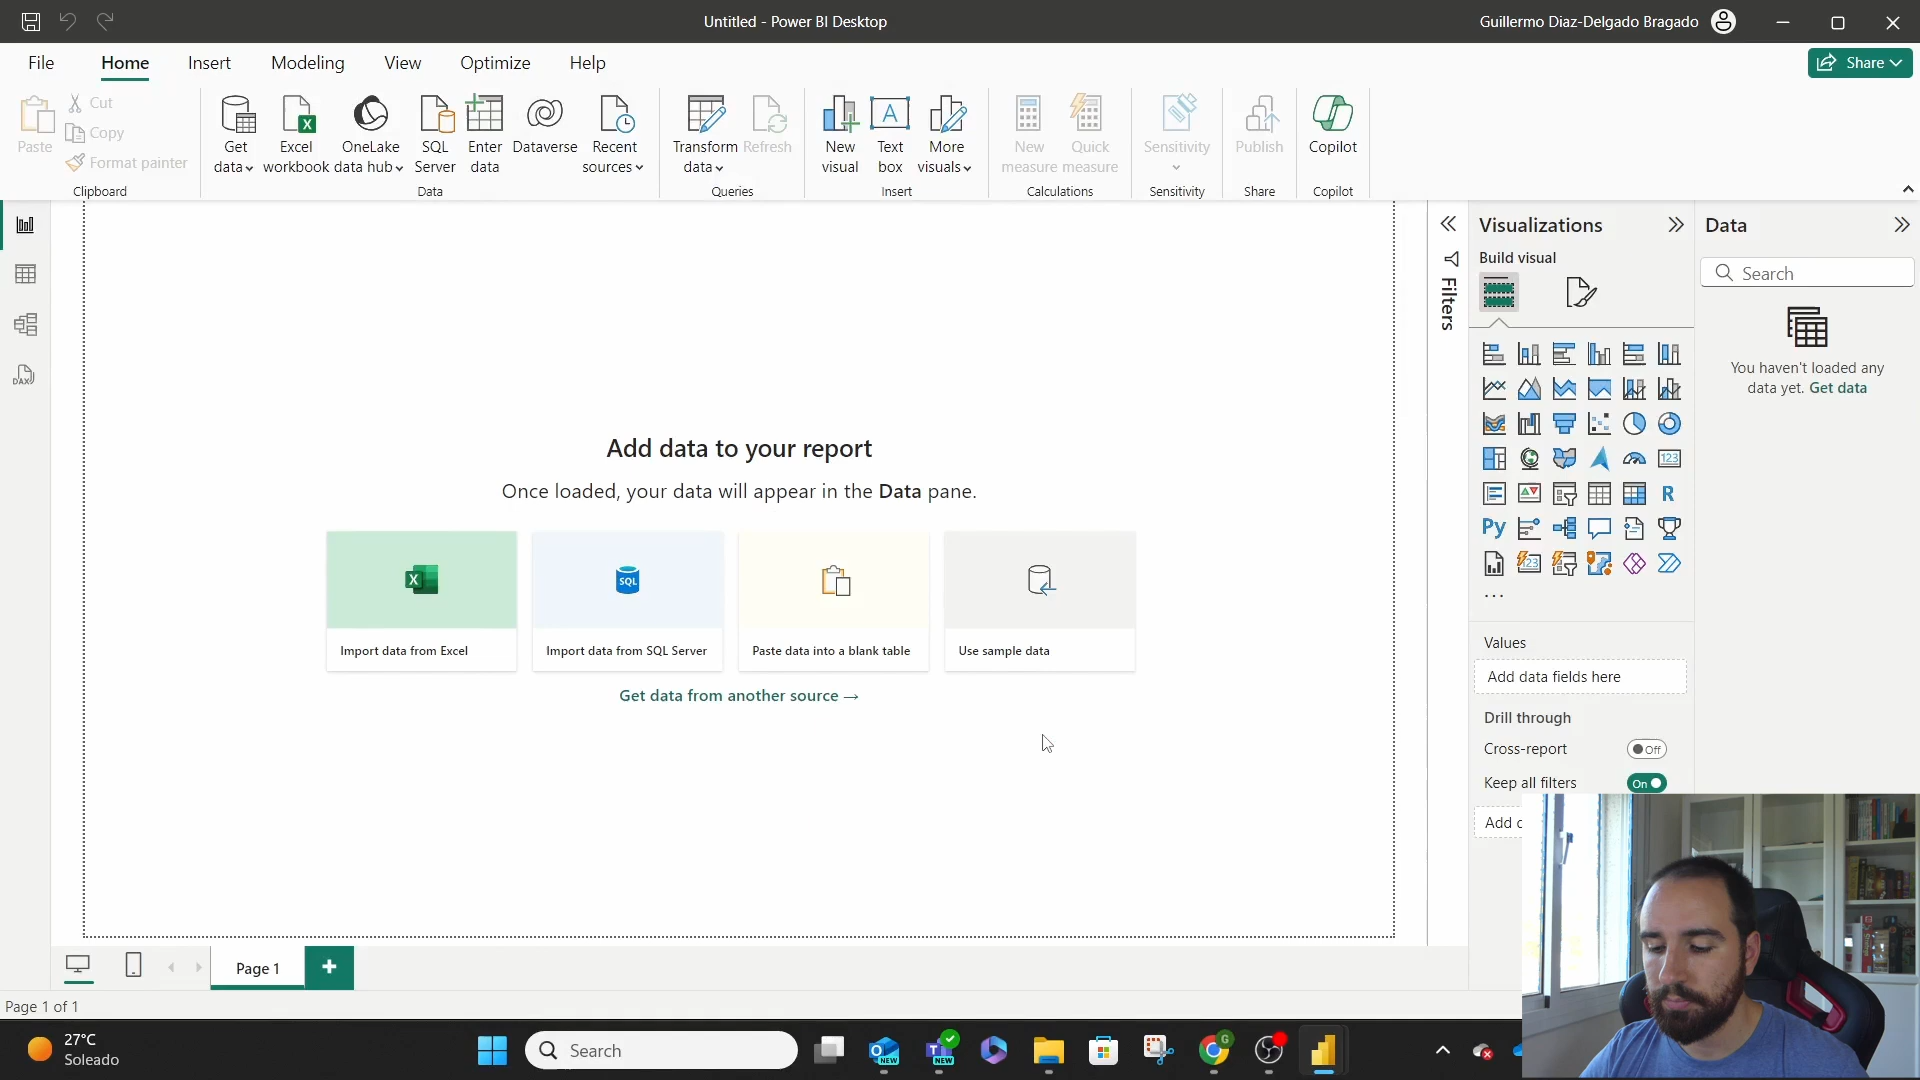 Untitled - Power BI Desktop
Guillermo Diaz-Delgado Bragado
File
Home
Insert
Modeling
View
Optimize
Help
Share
Paste
Cut
Copy
Format painter
Clipboard
Get data
Excel workbook
OneLake data hub
SQL Server
Enter data
Dataverse
Recent sources
Data
Transform data
Refresh
Queries
New visual
Text box
More visuals
Insert
New measure
Quick measure
Calculations
Sensitivity
Sensitivity
Publish
Share
Copilot
Copilot
DAX
Add data to your report
Once loaded, your data will appear in the Data pane.
SQL
Import data from Excel
Import data from SQL Server
Paste data into a blank table
Use sample data
Get data from another source →
Filters
Visualizations
Build visual
123
R
Py
123
...
Values
Add data fields here
Drill through
Cross-report
Off
Keep all filters
On
Data
Search
You haven't loaded any
data yet. Get data
Page 1
Page 1 of 1
27°C
Soleado
Search
NEW
NEW
G